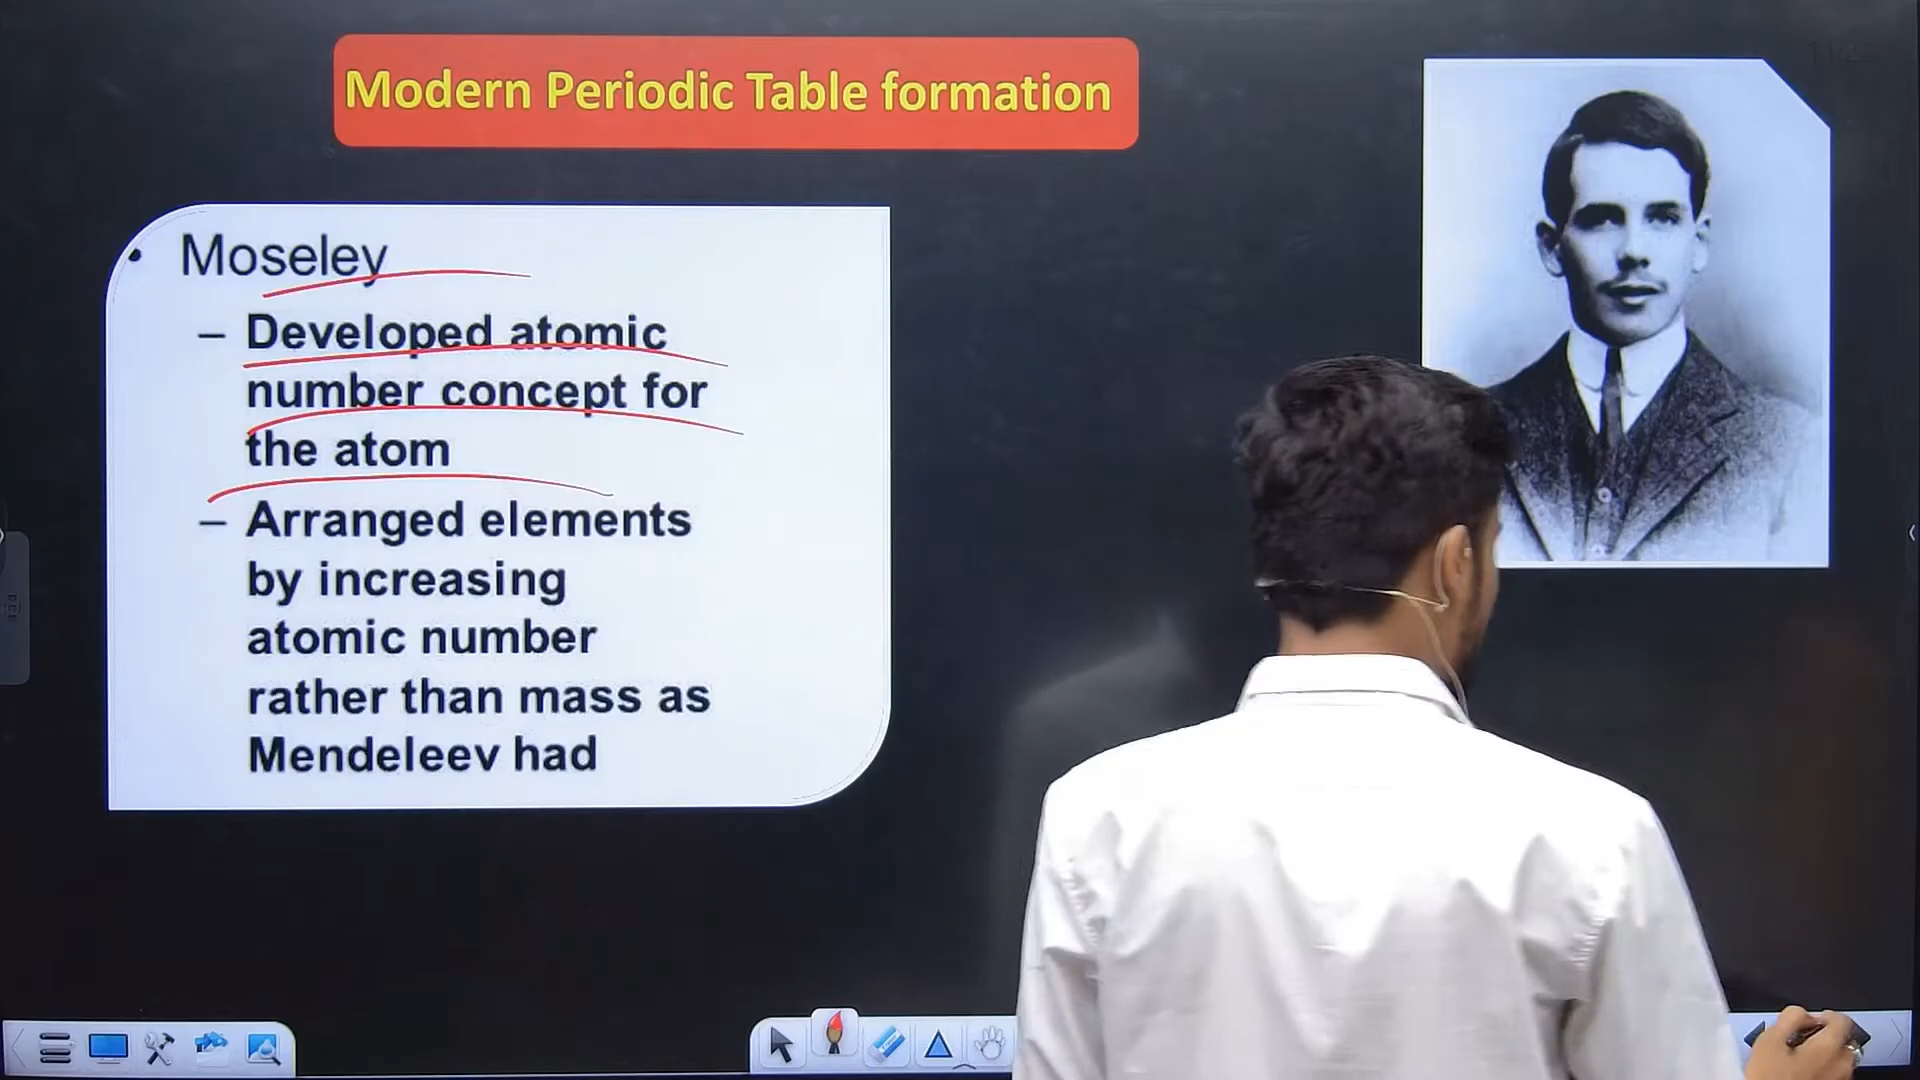 Modern Periodic Table formation
• Moseley
– Developed atomic
number concept for
the atom
– Arranged elements
by increasing
atomic number
rather than mass as
Mendeleev had